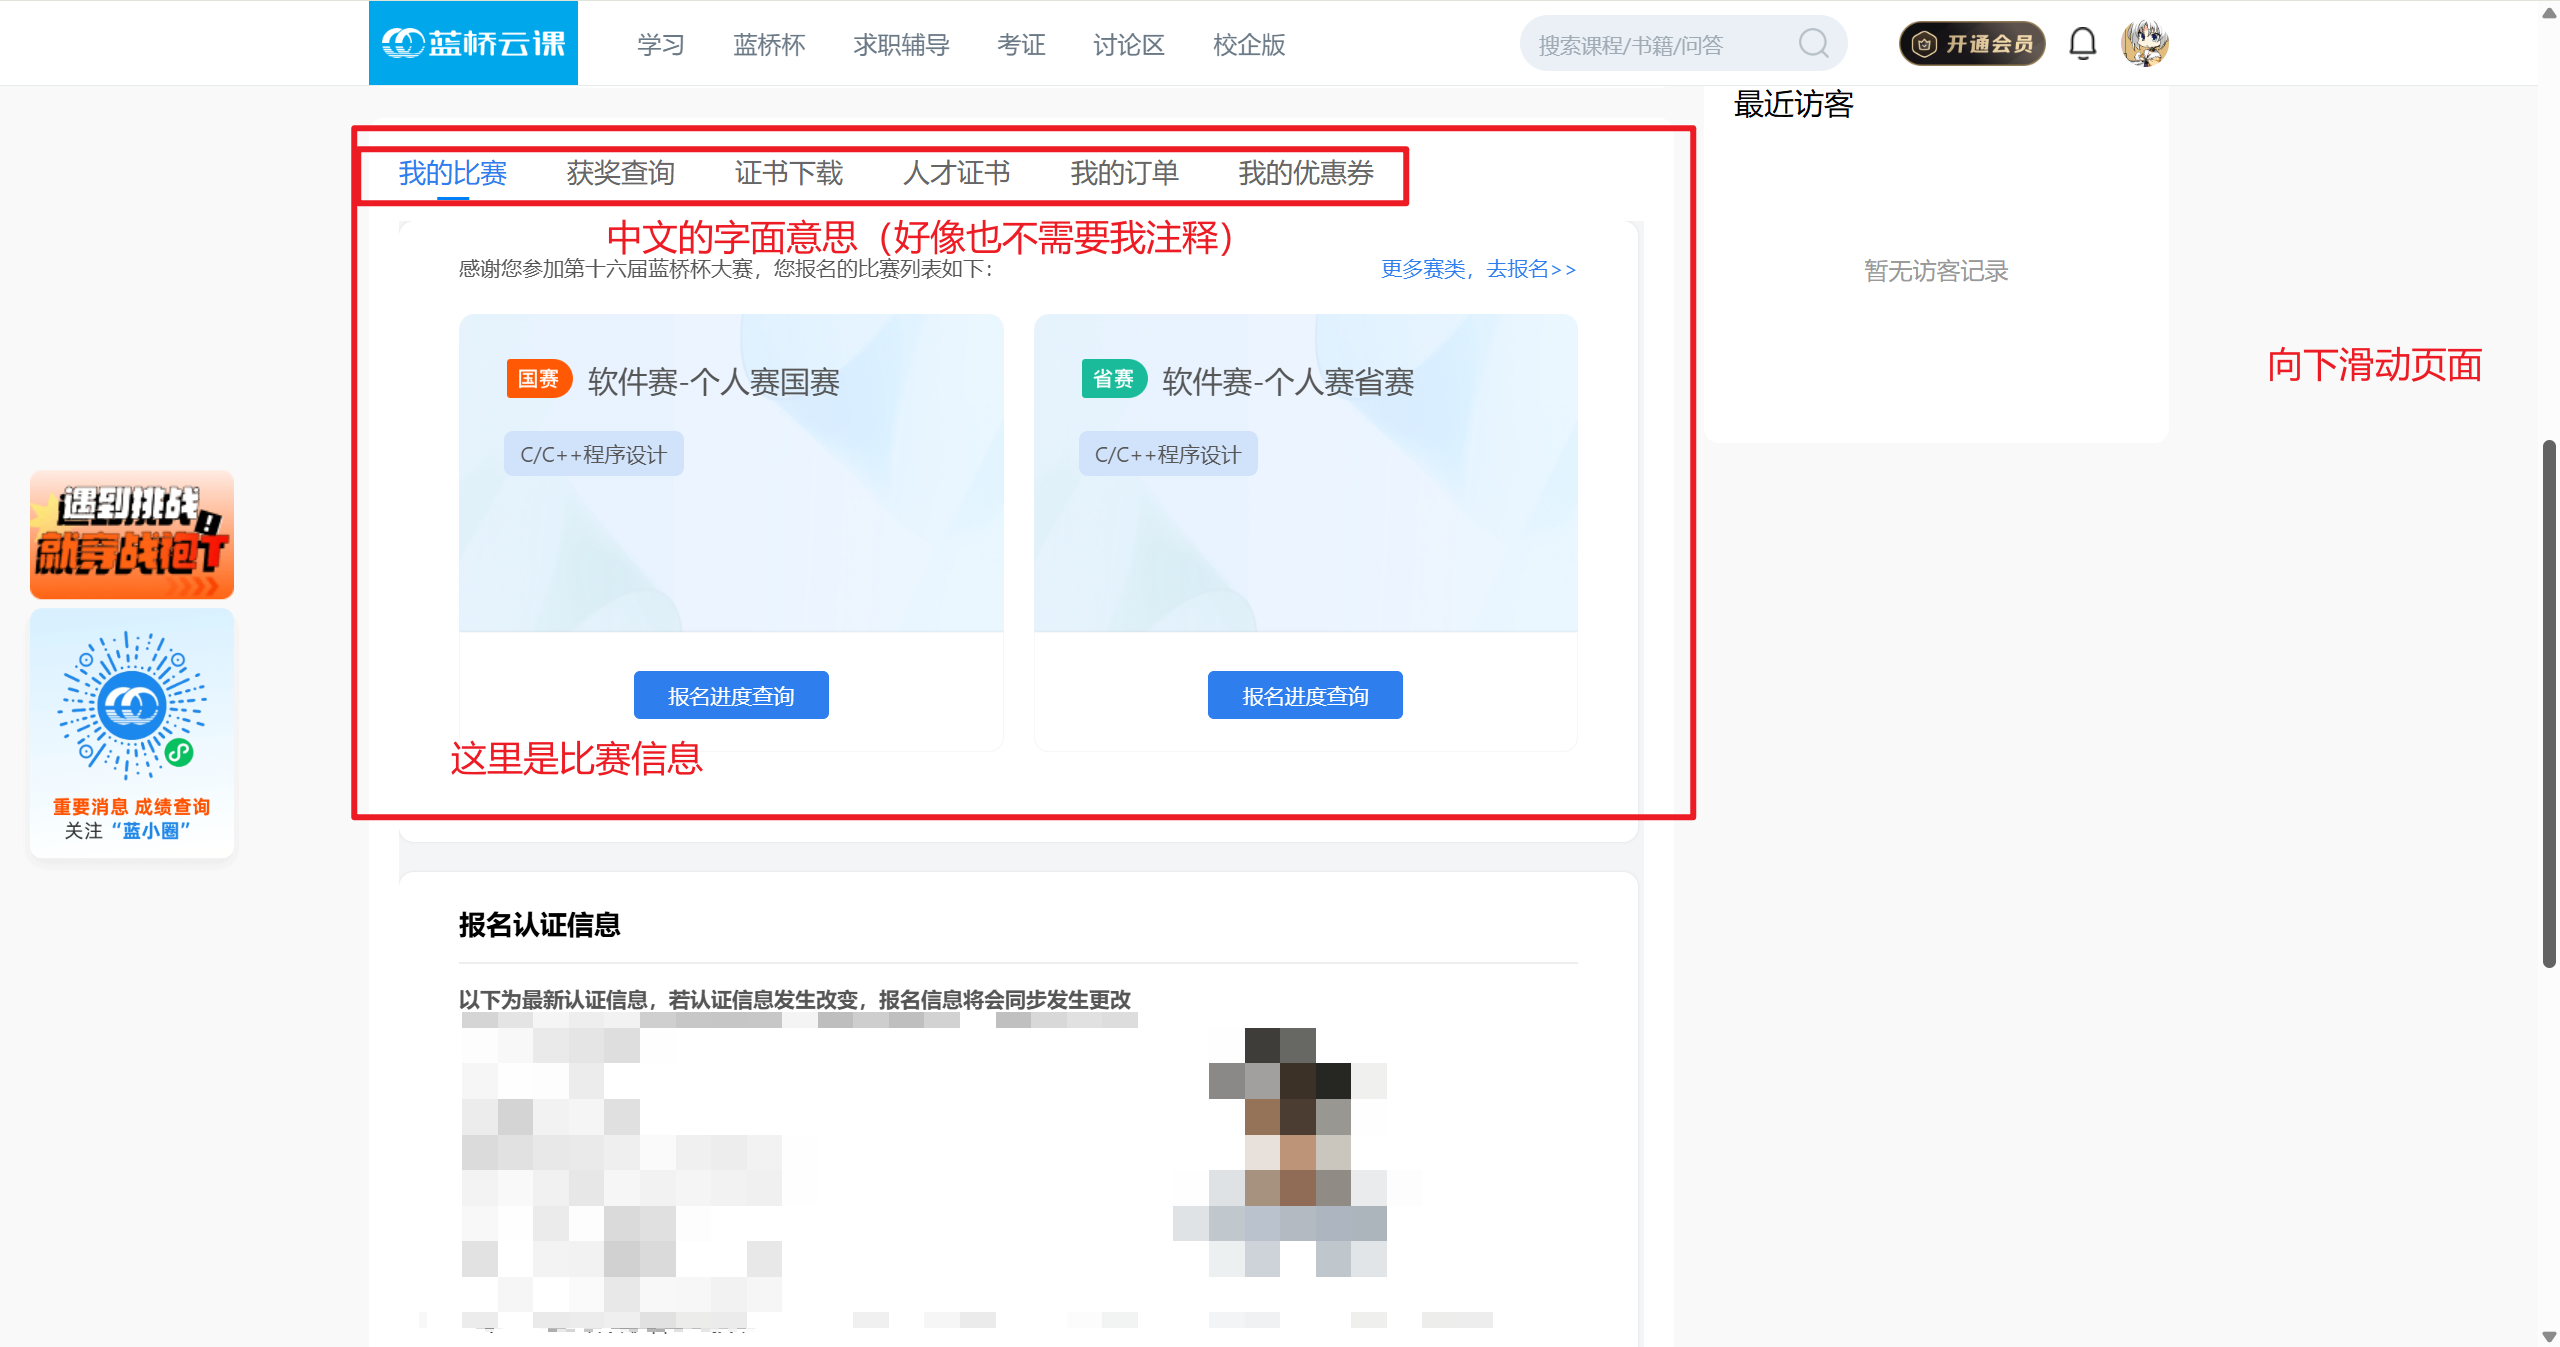 蓝桥云课
学习 蓝桥杯 求职辅导 考证 讨论区 校企版
搜索课程/书籍/问答
开通会员
最近访客
暂无访客记录
我的比赛 获奖查询 证书下载 人才证书 我的订单 我的优惠券
中文的字面意思（好像也不需要我注释）
感谢您参加第十六届蓝桥杯大赛，您报名的比赛列表如下：
更多赛类，去报名>>
向下滑动页面
国赛 软件赛-个人赛国赛
C/C++程序设计
报名进度查询
省赛 软件赛-个人赛省赛
C/C++程序设计
报名进度查询
这里是比赛信息
遇到挑战！
就竞战袍T
重要消息 成绩查询
关注“蓝小圈”
报名认证信息
以下为最新认证信息，若认证信息发生改变，报名信息将会同步发生更改